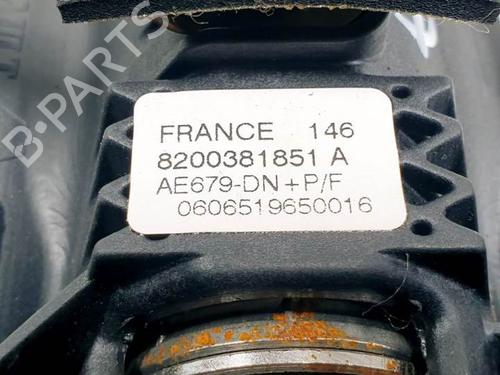 FRANCE 146
8200381851 A
AE679-DN+P/F
0606519650016
B-PARTS